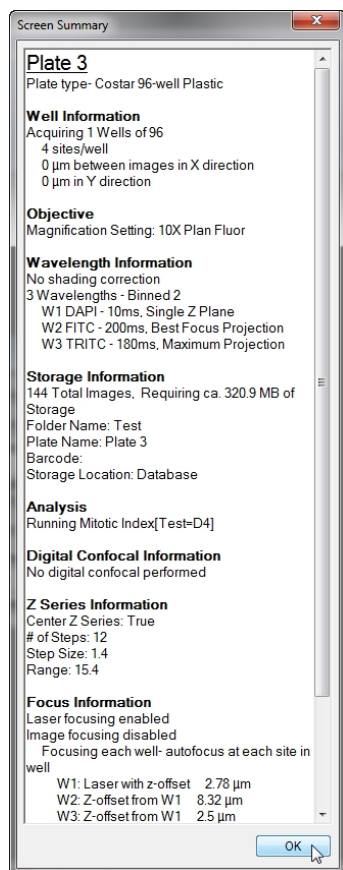 Screen Summary
Plate 3
Plate type- Costar 96-well Plastic
Well Information
Acquiring 1 Wells of 96
4 sites/well
0 µm between images in X direction
0 µm in Y direction
Objective
Magnification Setting: 10X Plan Fluor
Wavelength Information
No shading correction
3 Wavelengths - Binned 2
W1 DAPI - 10ms, Single Z Plane
W2 FITC - 200ms, Best Focus Projection
W3 TRITC - 180ms, Maximum Projection
Storage Information
144 Total Images,  Requiring ca. 320.9 MB of
Storage
Folder Name: Test
Plate Name: Plate 3
Barcode:
Storage Location: Database
Analysis
Running Mitotic Index[Test=D4]
Digital Confocal Information
No digital confocal performed
Z Series Information
Center Z Series: True
# of Steps: 12
Step Size: 1.4
Range: 15.4
Focus Information
Laser focusing enabled
Image focusing disabled
Focusing each well- autofocus at each site in
well
W1: Laser with z-offset   2.78 µm
W2: Z-offset from W1   8.32 µm
W3: Z-offset from W1   2.5 µm
OK